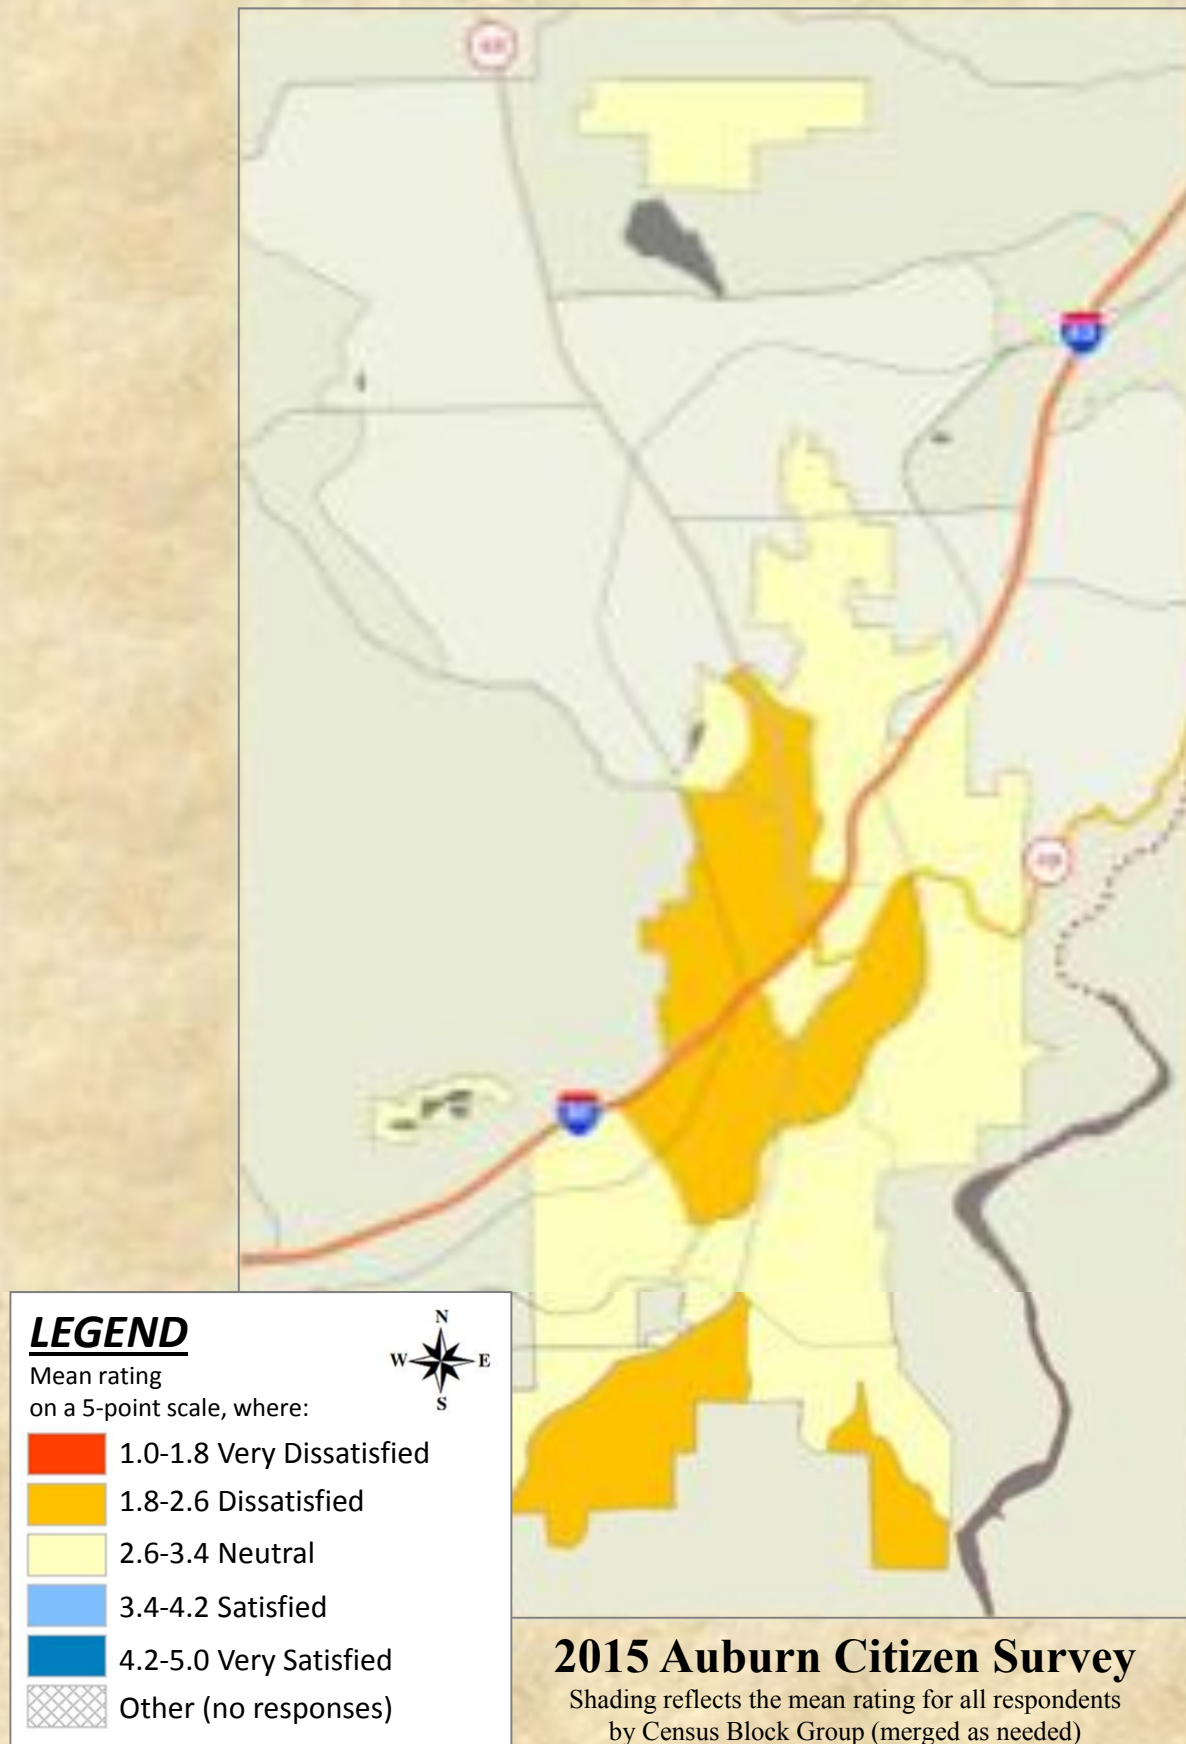 LEGEND
Mean rating
on a 5-point scale, where:
N
W E
S
1.0-1.8 Very Dissatisfied
1.8-2.6 Dissatisfied
2.6-3.4 Neutral
3.4-4.2 Satisfied
4.2-5.0 Very Satisfied
Other (no responses)
2015 Auburn Citizen Survey
Shading reflects the mean rating for all respondents
by Census Block Group (merged as needed)